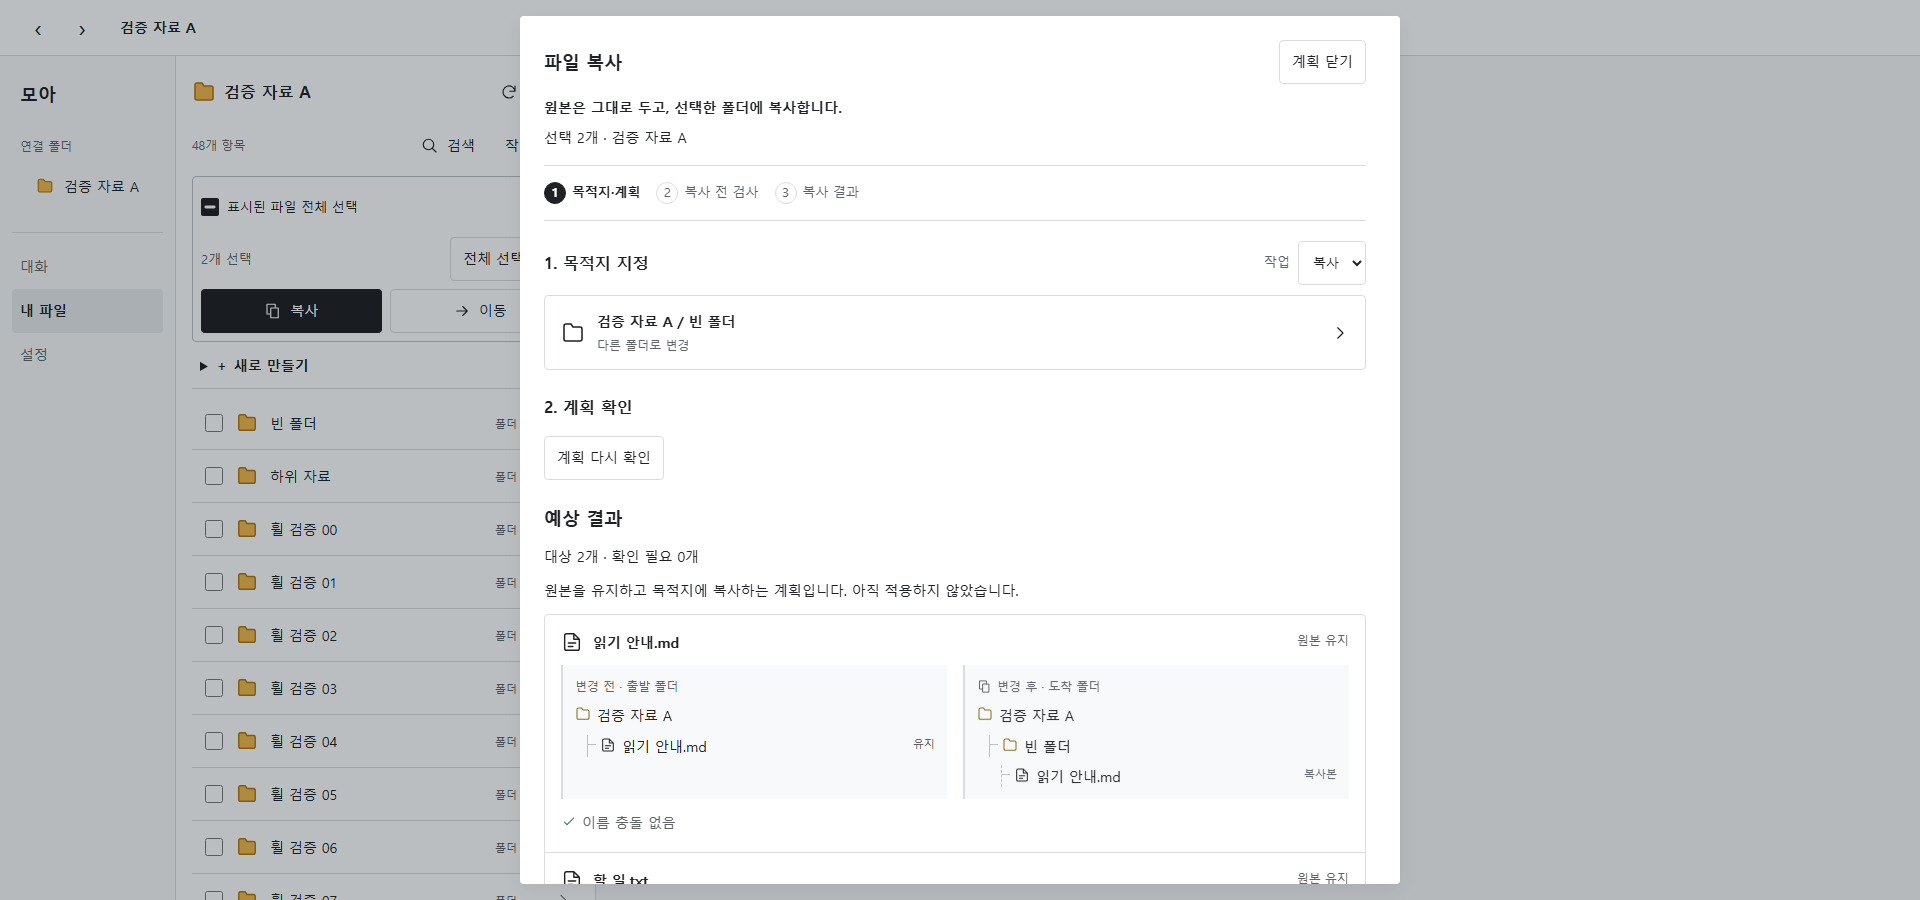 검증 자료 A
모아
연결 폴더
검증 자료 A
대화
내 파일
설정
검증 자료 A
48개 항목
검색
작
표시된 파일 전체 선택
2개 선택
전체 선택
복사
이동
+ 새로 만들기
빈 폴더 폴더
하위 자료 폴더
휠 검증 00 폴더
휠 검증 01 폴더
휠 검증 02 폴더
휠 검증 03 폴더
휠 검증 04 폴더
휠 검증 05 폴더
휠 검증 06 폴더
휠 검증 07 폴더
파일 복사
계획 닫기
원본은 그대로 두고, 선택한 폴더에 복사합니다.
선택 2개 · 검증 자료 A
1 목적지·계획 2 복사 전 검사 3 복사 결과
1. 목적지 지정
작업 복사
검증 자료 A / 빈 폴더
다른 폴더로 변경
2. 계획 확인
계획 다시 확인
예상 결과
대상 2개 · 확인 필요 0개
원본을 유지하고 목적지에 복사하는 계획입니다. 아직 적용하지 않았습니다.
읽기 안내.md 원본 유지
변경 전 · 출발 폴더
검증 자료 A
읽기 안내.md 유지
변경 후 · 도착 폴더
검증 자료 A
빈 폴더
읽기 안내.md 복사본
이름 충돌 없음
할 일.txt 원본 유지